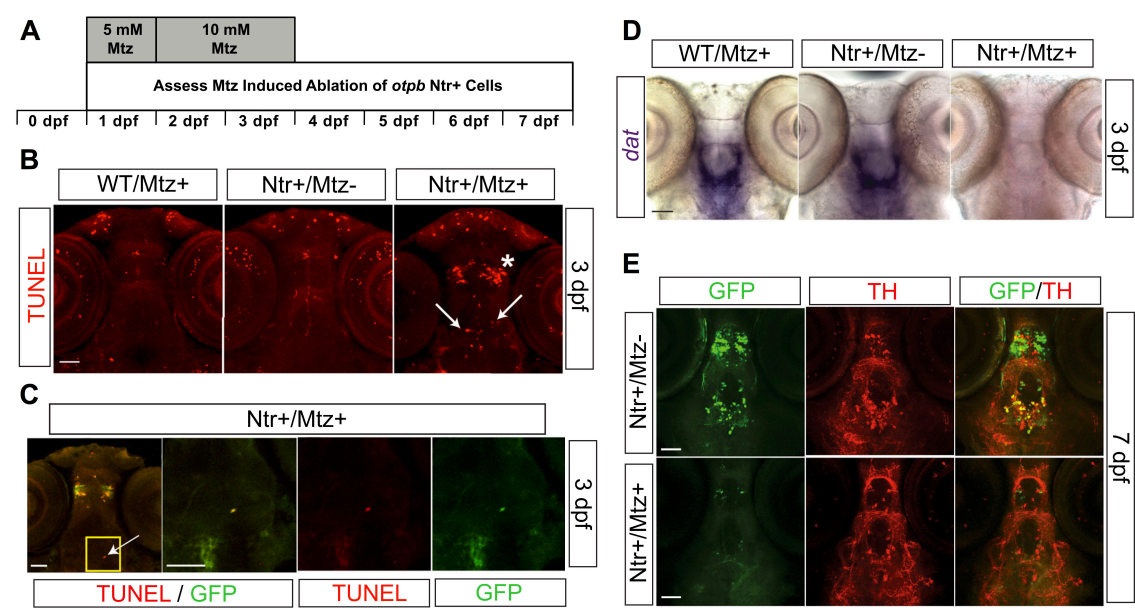 A
5 mM
Mtz
10 mM
Mtz
Assess Mtz Induced Ablation of otpb Ntr+ Cells
0 dpf 1 dpf 2 dpf 3 dpf 4 dpf 5 dpf 6 dpf 7 dpf
B
WT/Mtz+ Ntr+/Mtz- Ntr+/Mtz+
TUNEL
*
3 dpf
C
Ntr+/Mtz+
3 dpf
TUNEL / GFP TUNEL GFP
D
WT/Mtz+ Ntr+/Mtz- Ntr+/Mtz+
dat
3 dpf
E
GFP TH GFP/TH
Ntr+/Mtz-
Ntr+/Mtz+
7 dpf